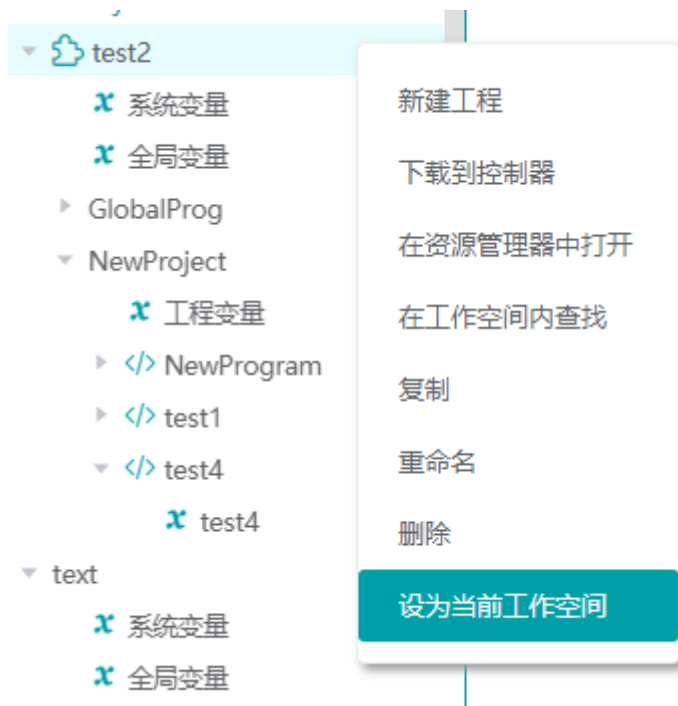 test2
系统变量
全局变量
GlobalProg
NewProject
工程变量
</> NewProgram
</> test1
</> test4
test4
text
系统变量
全局变量
新建工程
下载到控制器
在资源管理器中打开
在工作空间内查找
复制
重命名
删除
设为当前工作空间